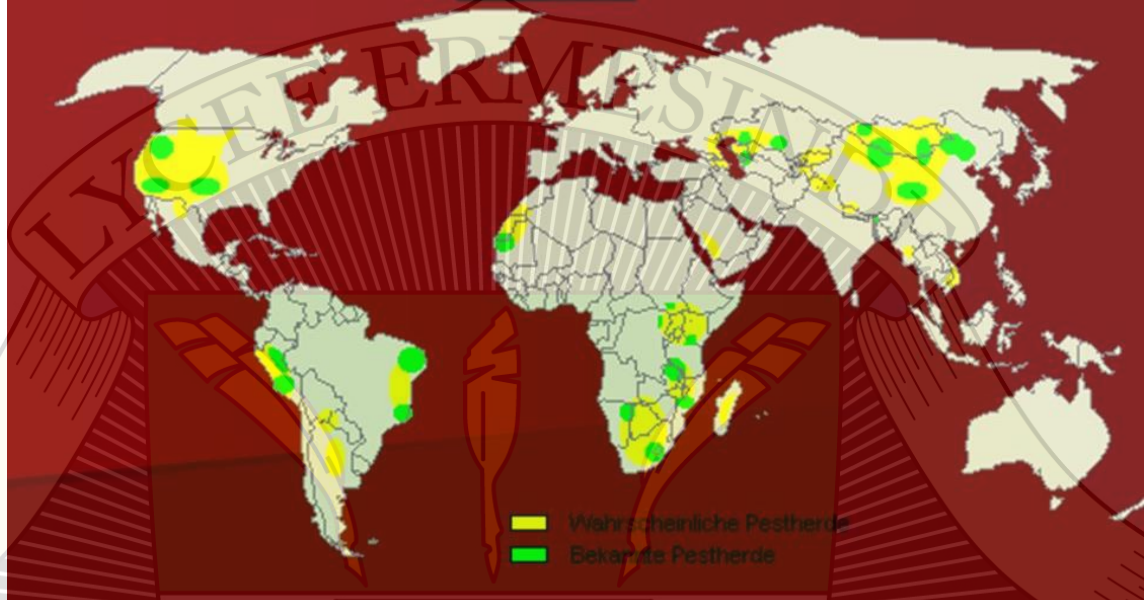 LYCEE ERMESINDE
Wahrscheinliche Pestherde
Bekannte Pestherde